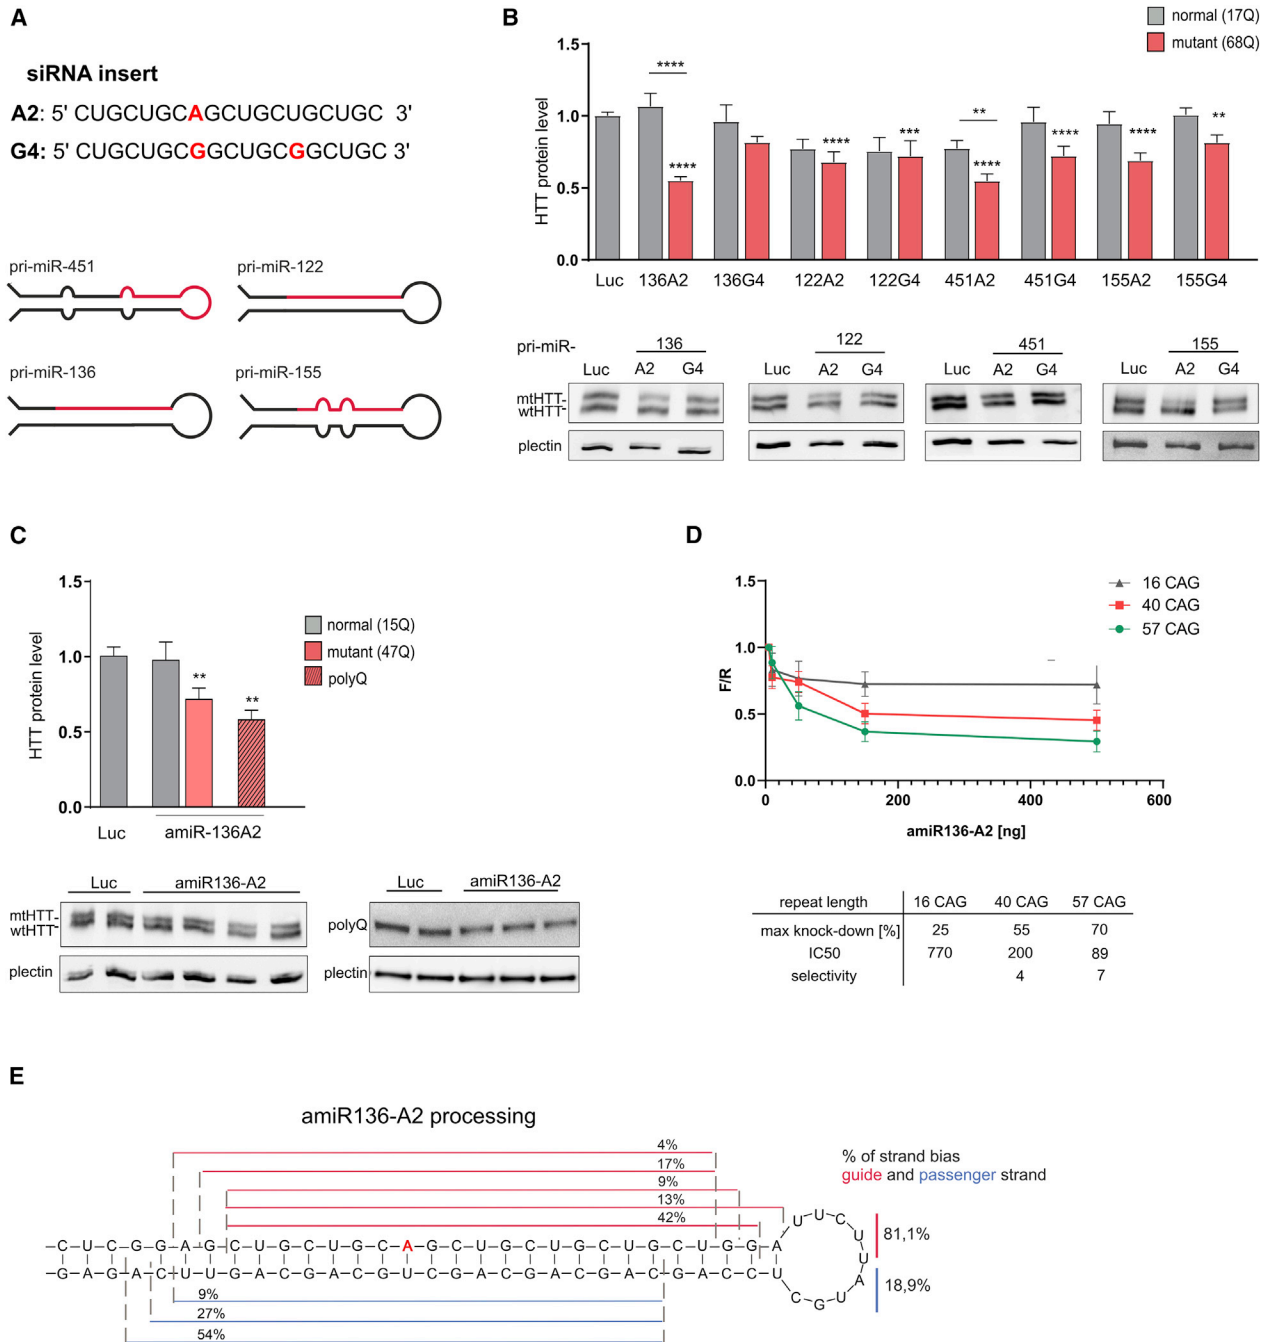 A
siRNA insert
A2: 5' CUGCUGCAGCUGCUGCUGC 3'
G4: 5' CUGCUGCGGCUGCGGCUGC 3'
pri-miR-451
pri-miR-122
pri-miR-136
pri-miR-155
B
normal (17Q)
mutant (68Q)
HTT protein level
1.5
1.0
0.5
0.0
****
****
****
***
**
****
****
****
**
Luc 136A2 136G4 122A2 122G4 451A2 451G4 155A2 155G4
pri-miR- 136 122 451 155
Luc A2 G4 Luc A2 G4 Luc A2 G4 Luc A2 G4
mtHTT-
wtHTT-
plectin
C
HTT protein level
1.5
1.0
0.5
0.0
**
**
normal (15Q)
mutant (47Q)
polyQ
Luc amiR-136A2
Luc amiR136-A2
mtHTT-
wtHTT-
plectin
Luc amiR136-A2
polyQ
plectin
D
F/R
1.5
1.0
0.5
0.0
0 200 400 600
amiR136-A2 [ng]
16 CAG
40 CAG
57 CAG
repeat length 16 CAG 40 CAG 57 CAG
max knock-down [%] 25 55 70
IC50 770 200 89
selectivity 4 7
E
amiR136-A2 processing
4%
17%
9%
13%
42%
% of strand bias
guide and passenger strand
CUCGGAGCUGCUGCAGCUGCUGCUGCUGGA
UUCUUAUGCU
GAGACUUGACGACGUCGACGACGACGACC
81,1%
18,9%
9%
27%
54%